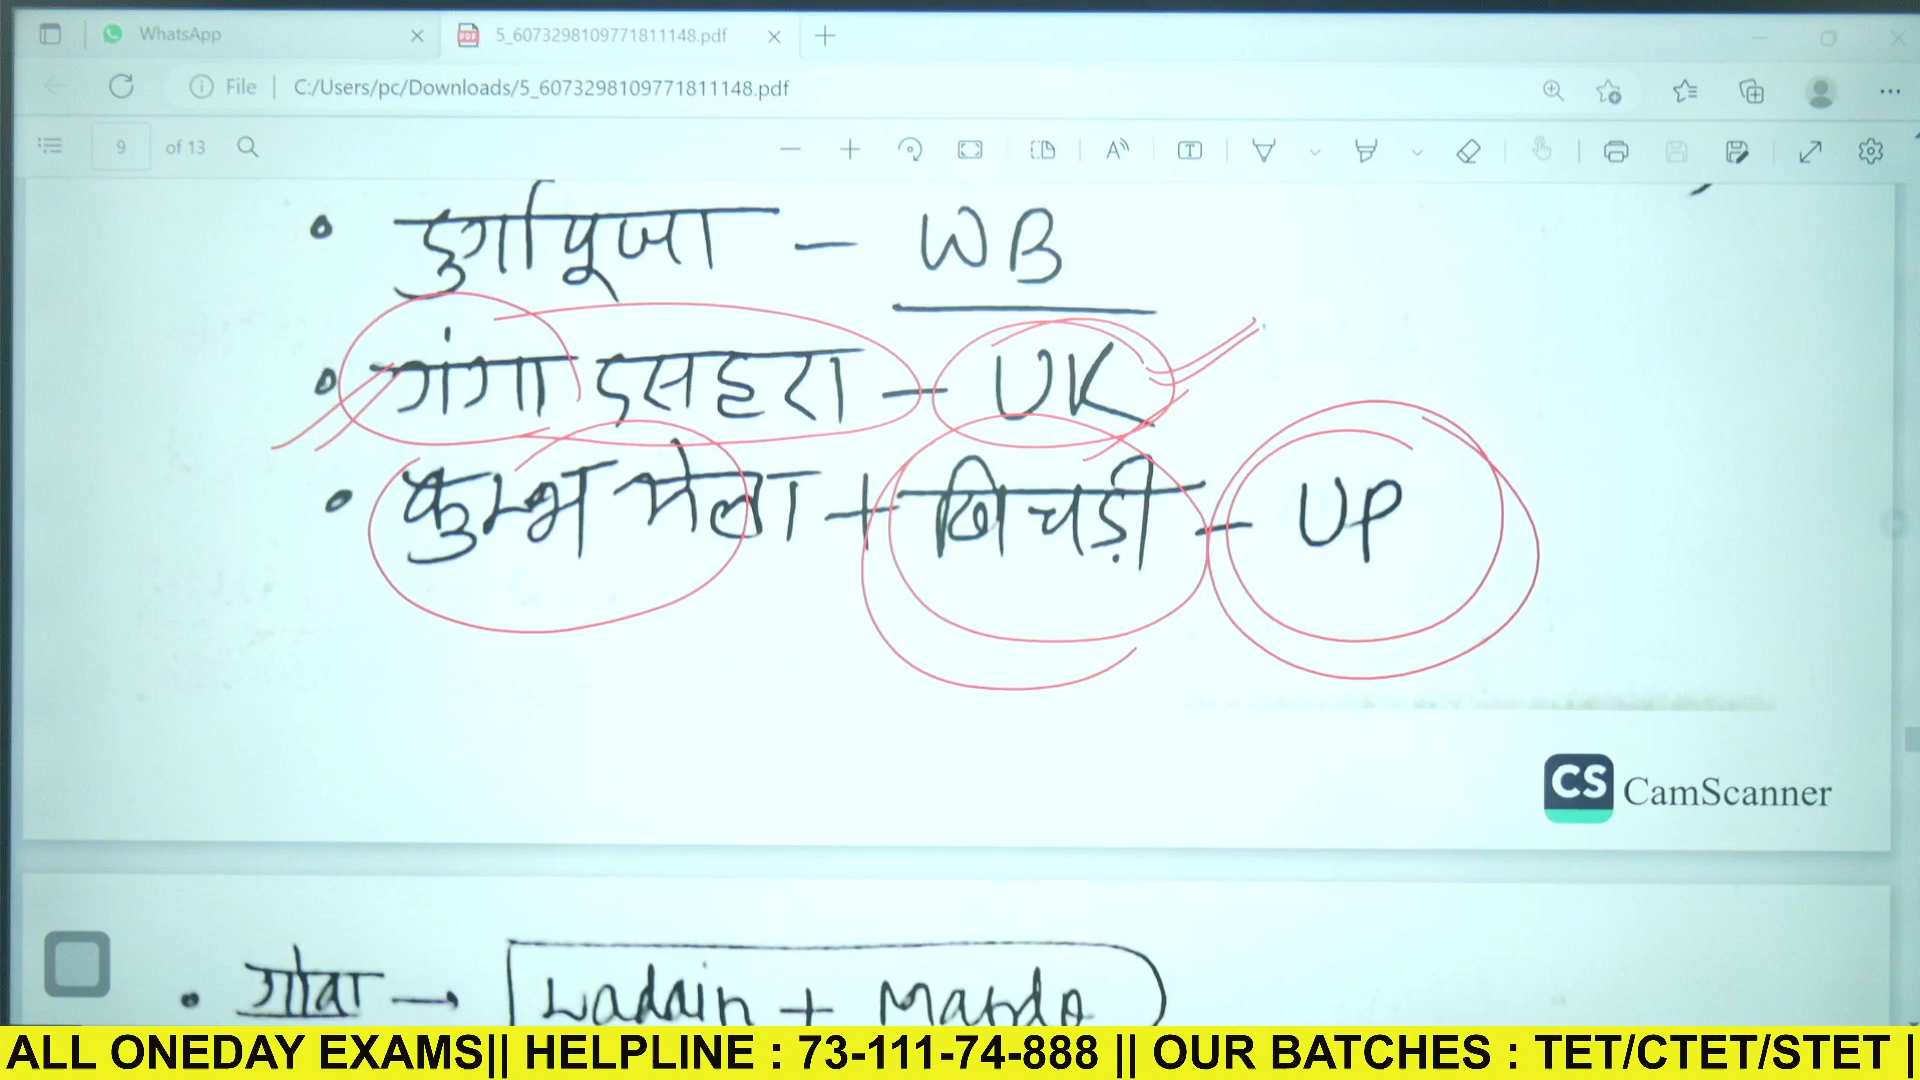 WhatsApp 5_6073298109771811148.pdf
File C:/Users/pc/Downloads/5_6073298109771811148.pdf
9 of 13
• दुर्गापूजा – WB
• गंगा दसहरा – UK
• कुम्भ मेला + खिचड़ी – UP
CS CamScanner
• गोवा → Ladain + Mando
ALL ONEDAY EXAMS|| HELPLINE : 73-111-74-888 || OUR BATCHES : TET/CTET/STET |